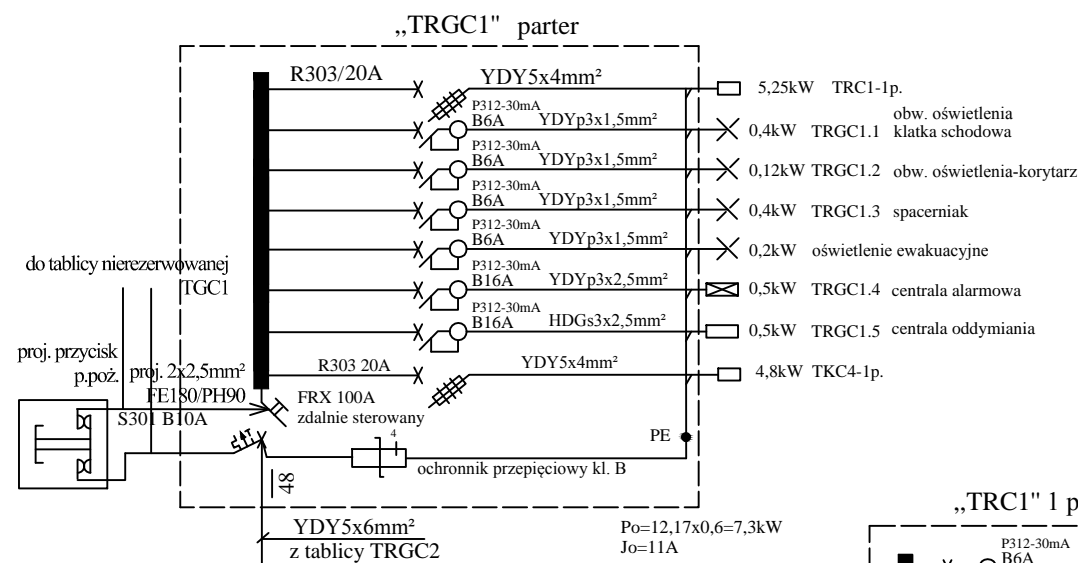 „TRGC1" parter
R303/20A
YDY5x4mm²
5,25kW TRC1-1p.
P312-30mA
B6A YDYp3x1,5mm²
0,4kW TRGC1.1 obw. oświetlenia
klatka schodowa
P312-30mA
B6A YDYp3x1,5mm²
0,12kW TRGC1.2 obw. oświetlenia-korytarz
P312-30mA
B6A YDYp3x1,5mm²
0,4kW TRGC1.3 spacerniak
P312-30mA
B6A YDYp3x1,5mm²
0,2kW oświetlenie ewakuacyjne
P312-30mA
B16A YDYp3x2,5mm²
0,5kW TRGC1.4 centrala alarmowa
P312-30mA
B16A HDGs3x2,5mm²
0,5kW TRGC1.5 centrala oddymiania
R303 20A
YDY5x4mm²
4,8kW TKC4-1p.
do tablicy nierezerwowanej
TGC1
proj. przycisk
p.poż.
proj. 2x2,5mm²
FE180/PH90
S301 B10A
FRX 100A
zdalnie sterowany
PE
4
ochronnik przepięciowy kl. B
48
YDY5x6mm²
z tablicy TRGC2
Po=12,17x0,6=7,3kW
Jo=11A
„TRC1" 1 p
P312-30mA
B6A